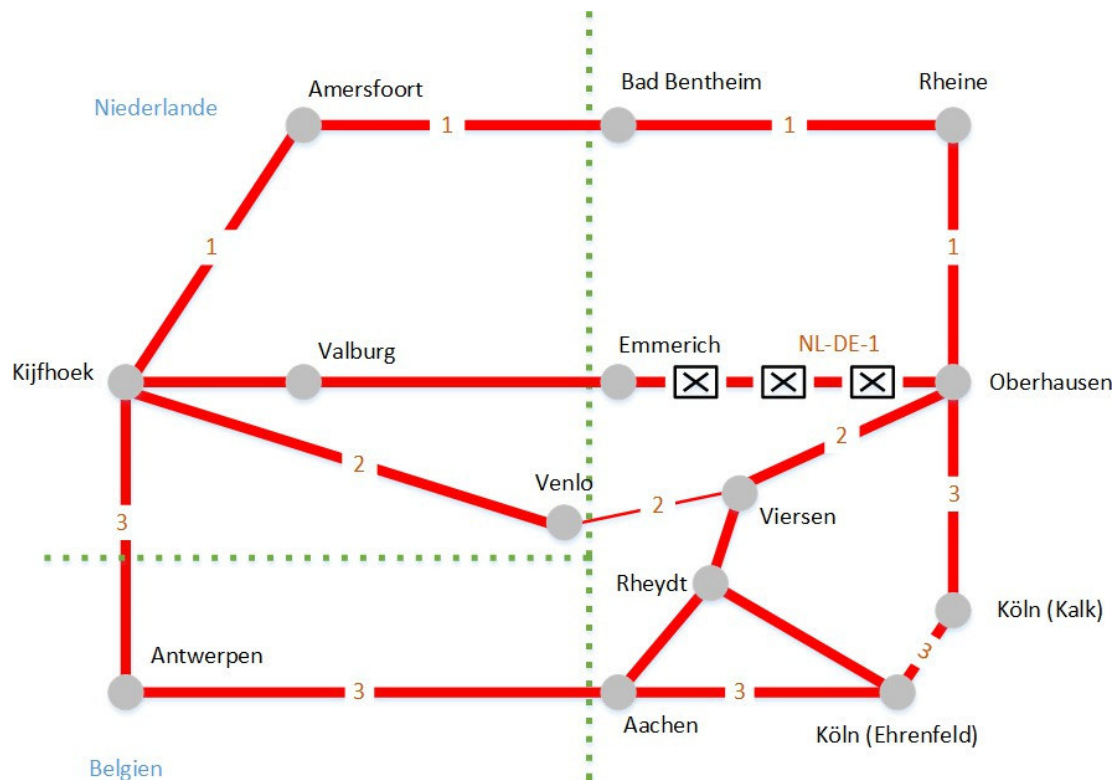 Amersfoort
Bad Bentheim
Rheine
Niederlande
1
1
1
1
Kijfhoek
Valburg
Emmerich
NL-DE-1
Oberhausen
2
2
Venlo
2
3
3
Viersen
Rheydt
Köln (Kalk)
3
Antwerpen
3
3
Aachen
Köln (Ehrenfeld)
Belgien